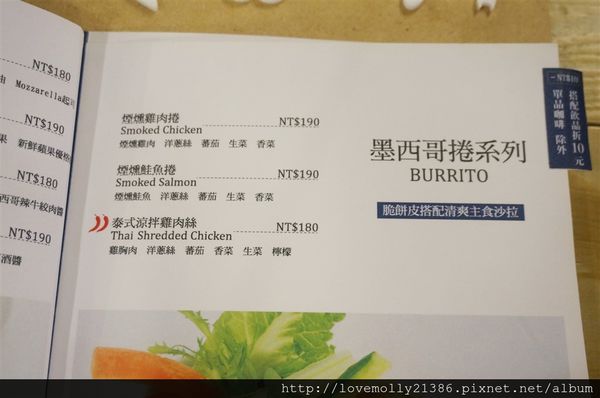 NT$180
Mozzarella起司
NT$190
果 新鮮蘋果優格
NT$180
西哥辣牛絞肉醬
NT$190
酒醬
煙燻雞肉捲 NT$190
Smoked Chicken
煙燻雞肉 洋蔥絲 蕃茄 生菜 香菜
煙燻鮭魚捲 NT$190
Smoked Salmon
煙燻鮭魚 洋蔥絲 蕃茄 生菜 香菜
泰式涼拌雞肉絲 NT$180
Thai Shredded Chicken
雞胸肉 洋蔥絲 蕃茄 香菜 生菜 檸檬
墨西哥捲系列
BURRITO
脆餅皮搭配清爽主食沙拉
搭配飲品折10元
單品咖啡 除外
http://lovemolly21386.pixnet.net/album